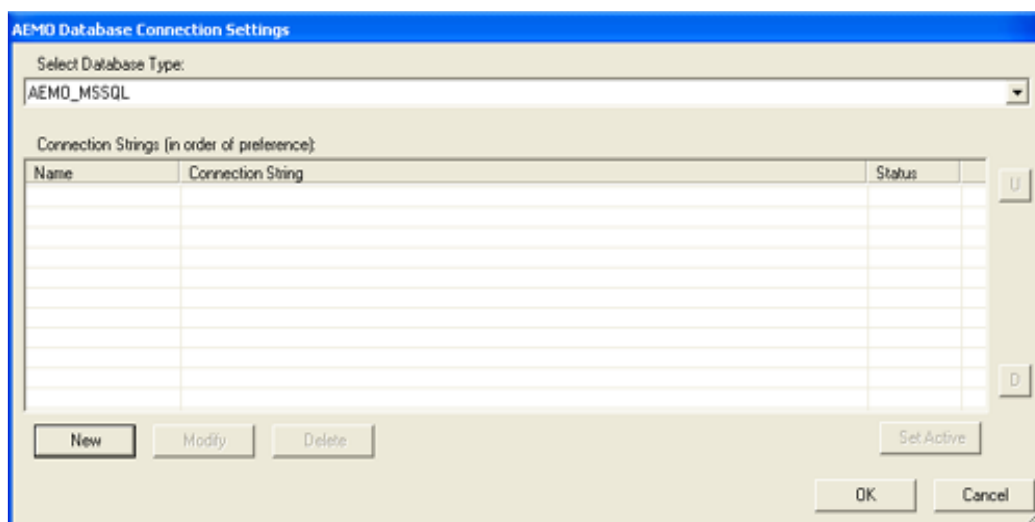 AEMO Database Connection Settings
Select Database Type:
AEMO_MSSQL
Connection Strings (in order of preference):
Name Connection String Status
U
D
New Modify Delete Set Active
OK Cancel